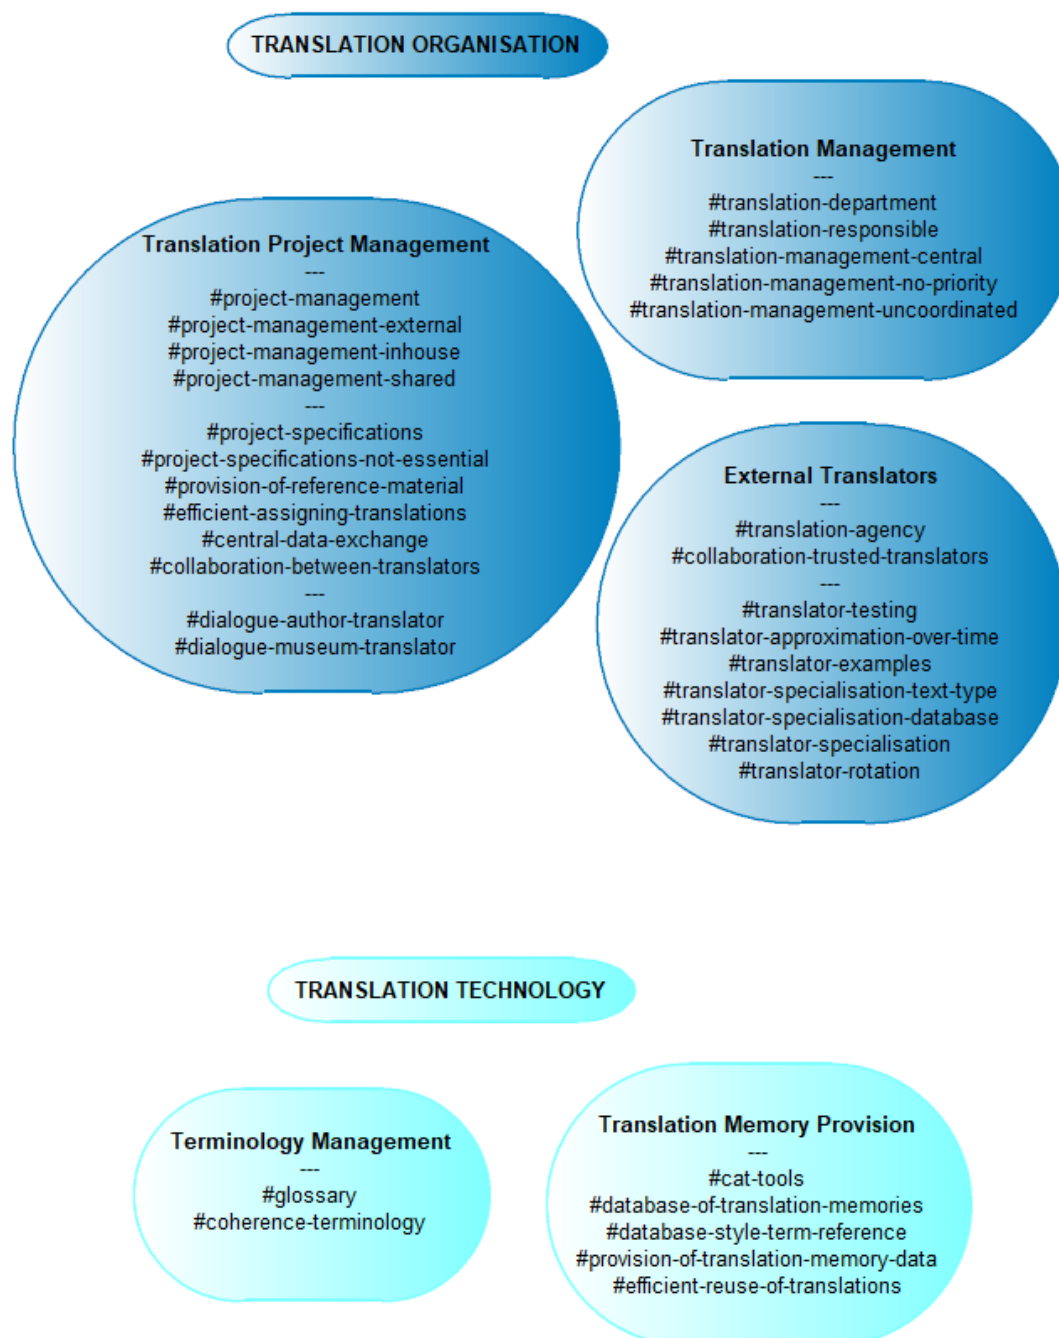 TRANSLATION ORGANISATION
Translation Management
---
#translation-department
#translation-responsible
#translation-management-central
#translation-management-no-priority
#translation-management-uncoordinated
Translation Project Management
---
#project-management
#project-management-external
#project-management-inhouse
#project-management-shared
---
#project-specifications
#project-specifications-not-essential
#provision-of-reference-material
#efficient-assigning-translations
#central-data-exchange
#collaboration-between-translators
---
#dialogue-author-translator
#dialogue-museum-translator
External Translators
---
#translation-agency
#collaboration-trusted-translators
---
#translator-testing
#translator-approximation-over-time
#translator-examples
#translator-specialisation-text-type
#translator-specialisation-database
#translator-specialisation
#translator-rotation
TRANSLATION TECHNOLOGY
Terminology Management
---
#glossary
#coherence-terminology
Translation Memory Provision
---
#cat-tools
#database-of-translation-memories
#database-style-term-reference
#provision-of-translation-memory-data
#efficient-reuse-of-translations